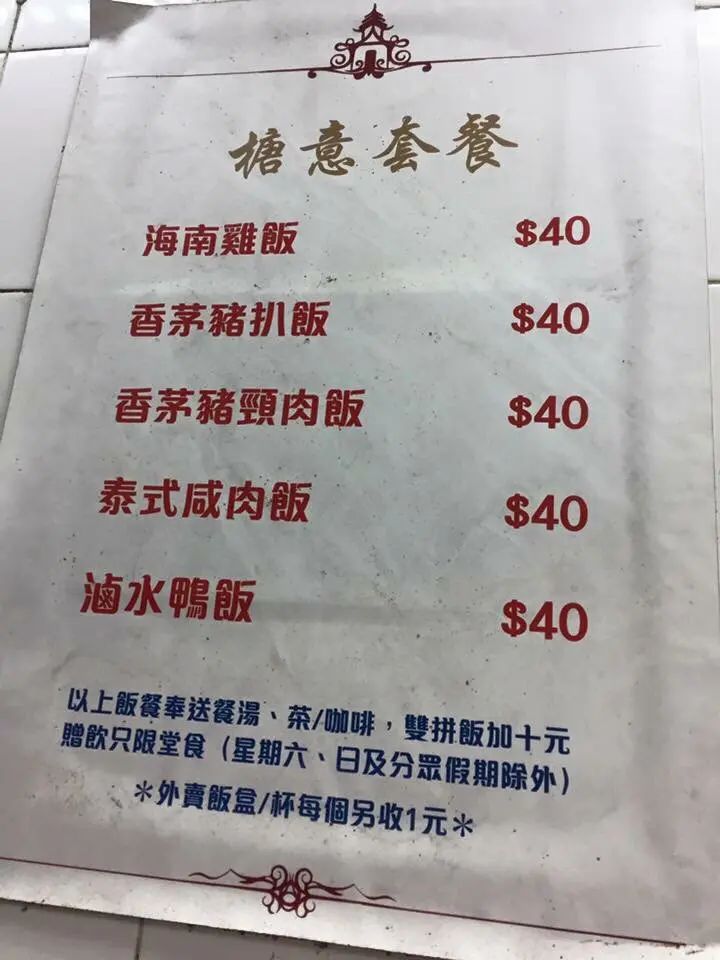 搪意套餐
海南雞飯 $40
香茅豬扒飯 $40
香茅豬頸肉飯 $40
泰式咸肉飯 $40
滷水鴨飯 $40
以上飯餐奉送餐湯、茶/咖啡，雙拼飯加十元
贈飲只限堂食（星期六、日及分眾假期除外）
＊外賣飯盒/杯每個另收1元＊